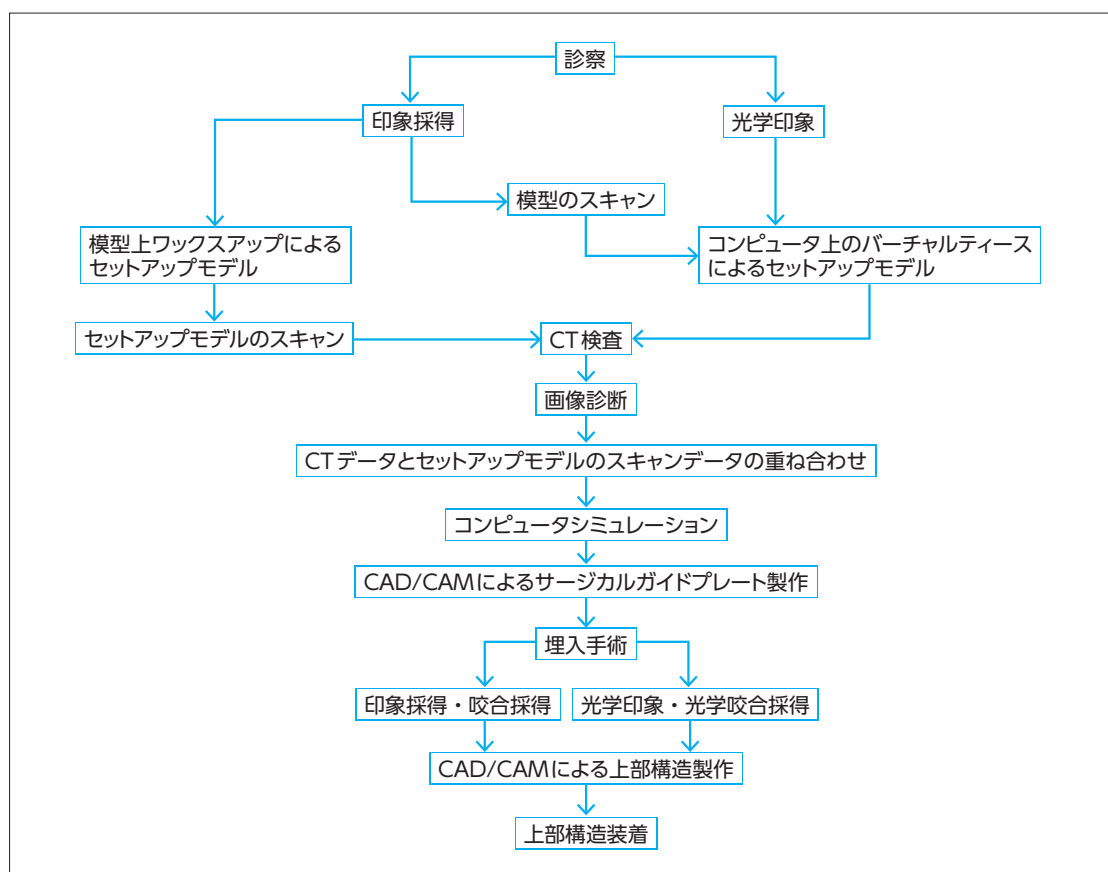 診察
印象採得
光学印象
模型のスキャン
模型上ワックスアップによる
セットアップモデル
コンピュータ上のバーチャルティース
によるセットアップモデル
セットアップモデルのスキャン
CT検査
画像診断
CTデータとセットアップモデルのスキャンデータの重ね合わせ
コンピュータシミュレーション
CAD/CAMによるサージカルガイドプレート製作
埋入手術
印象採得・咬合採得
光学印象・光学咬合採得
CAD/CAMによる上部構造製作
上部構造装着